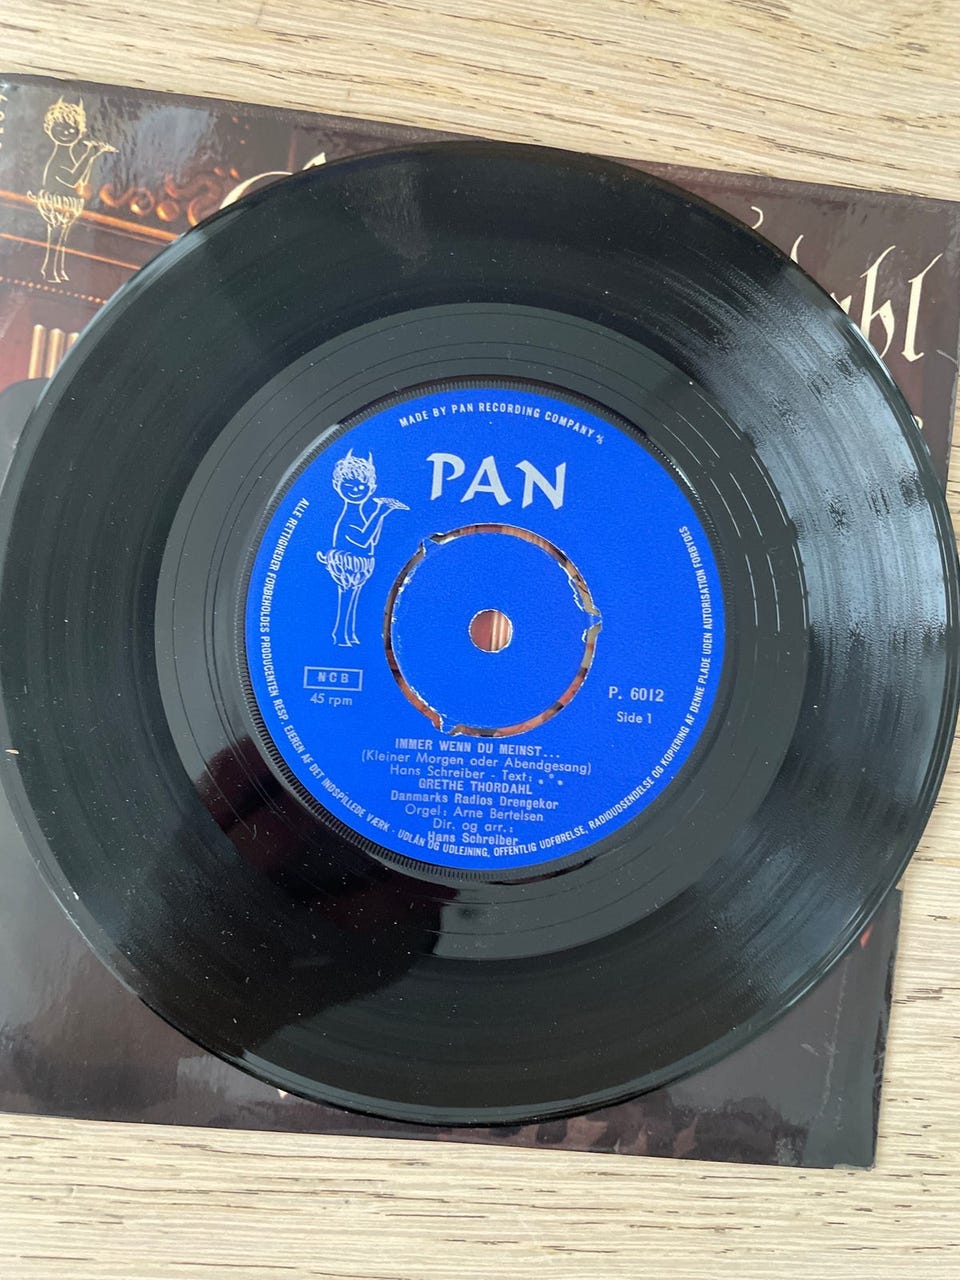 MADE BY PAN RECORDING COMPANY A/S
PAN
NCB
45 rpm
P. 6012
Side 1
IMMER WENN DU MEINST...
(Kleiner Morgen oder Abendgesang)
Hans Schreiber - Text: * * *
GRETHE THORDAHL
Danmarks Radios Drengekor
Orgel: Arne Bertelsen
Dir. og arr.:
Hans Schreiber
ALLE RETTIGHEDER FORBEHOLDES PRODUCENTEN RESP. EJEREN AF DET INDSPILLEDE VÆRK · UDLÅN OG UDLEJNING, OFFENTLIG UDFØRELSE, RADIOUDSENDELSE OG KOPIERING AF DENNE PLADE UDEN AUTORISATION FORBYDES